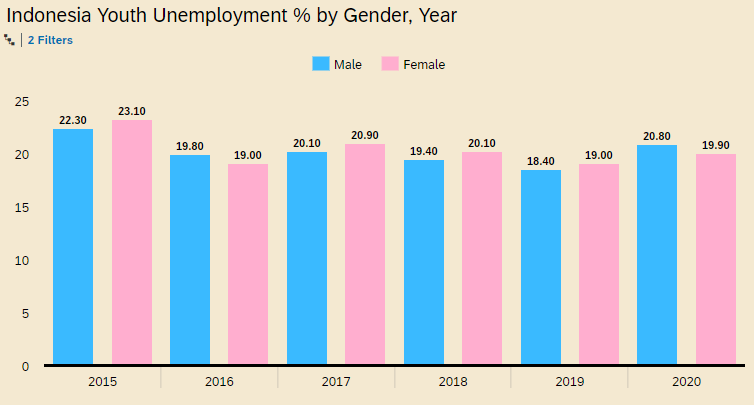 Indonesia Youth Unemployment % by Gender, Year
2 Filters
Male Female
25
20
15
10
5
0
22.30 23.10 19.80 19.00 20.10 20.90 19.40 20.10 18.40 19.00 20.80 19.90
2015 2016 2017 2018 2019 2020